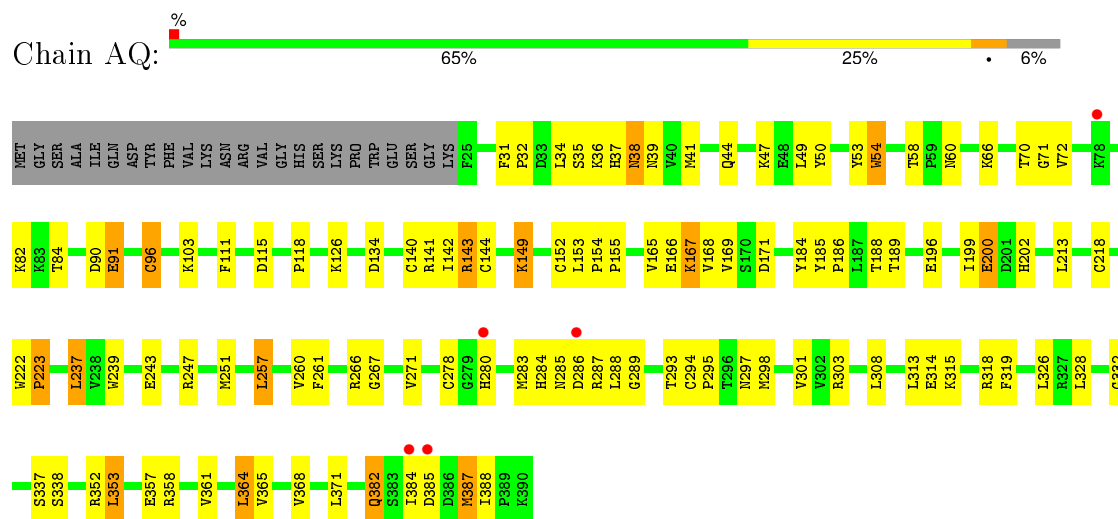 %
Chain AQ:
65% 25% • 6%
MET GLY SER ALA ILE GLN ASP TYR PHE VAL LYS ASN ARG VAL GLY HIS SER LYS PRO TRP GLU SER GLY LYS F25 F31 P32 D33 L34 S35 K36 H37 N38 N39 V40 M41 Q44 K47 E48 L49 Y50 Y53 W54 T58 P59 N60 K66 T70 G71 V72 K78
K82 K83 T84 D90 E91 C96 K103 F111 D115 P118 K126 D134 C140 R141 I142 R143 C144 K149 C152 L153 P154 P155 V165 E166 K167 V168 V169 S170 D171 Y184 Y185 P186 L187 T188 T189 E196 I199 E200 D201 H202 L213 C218
W222 P223 L237 V238 W239 E243 R247 M251 L257 V260 F261 R266 G267 V271 C278 G279 H280 M283 H284 N285 D286 R287 L288 G289 T293 C294 P295 T296 N297 M298 V301 V302 R303 L308 L313 E314 K315 R318 F319 L326 R327 L328
S337 S338 R352 L353 E357 R358 V361 L364 V365 V368 L371 Q382 S383 I384 D385 D386 M387 I388 P389 K390